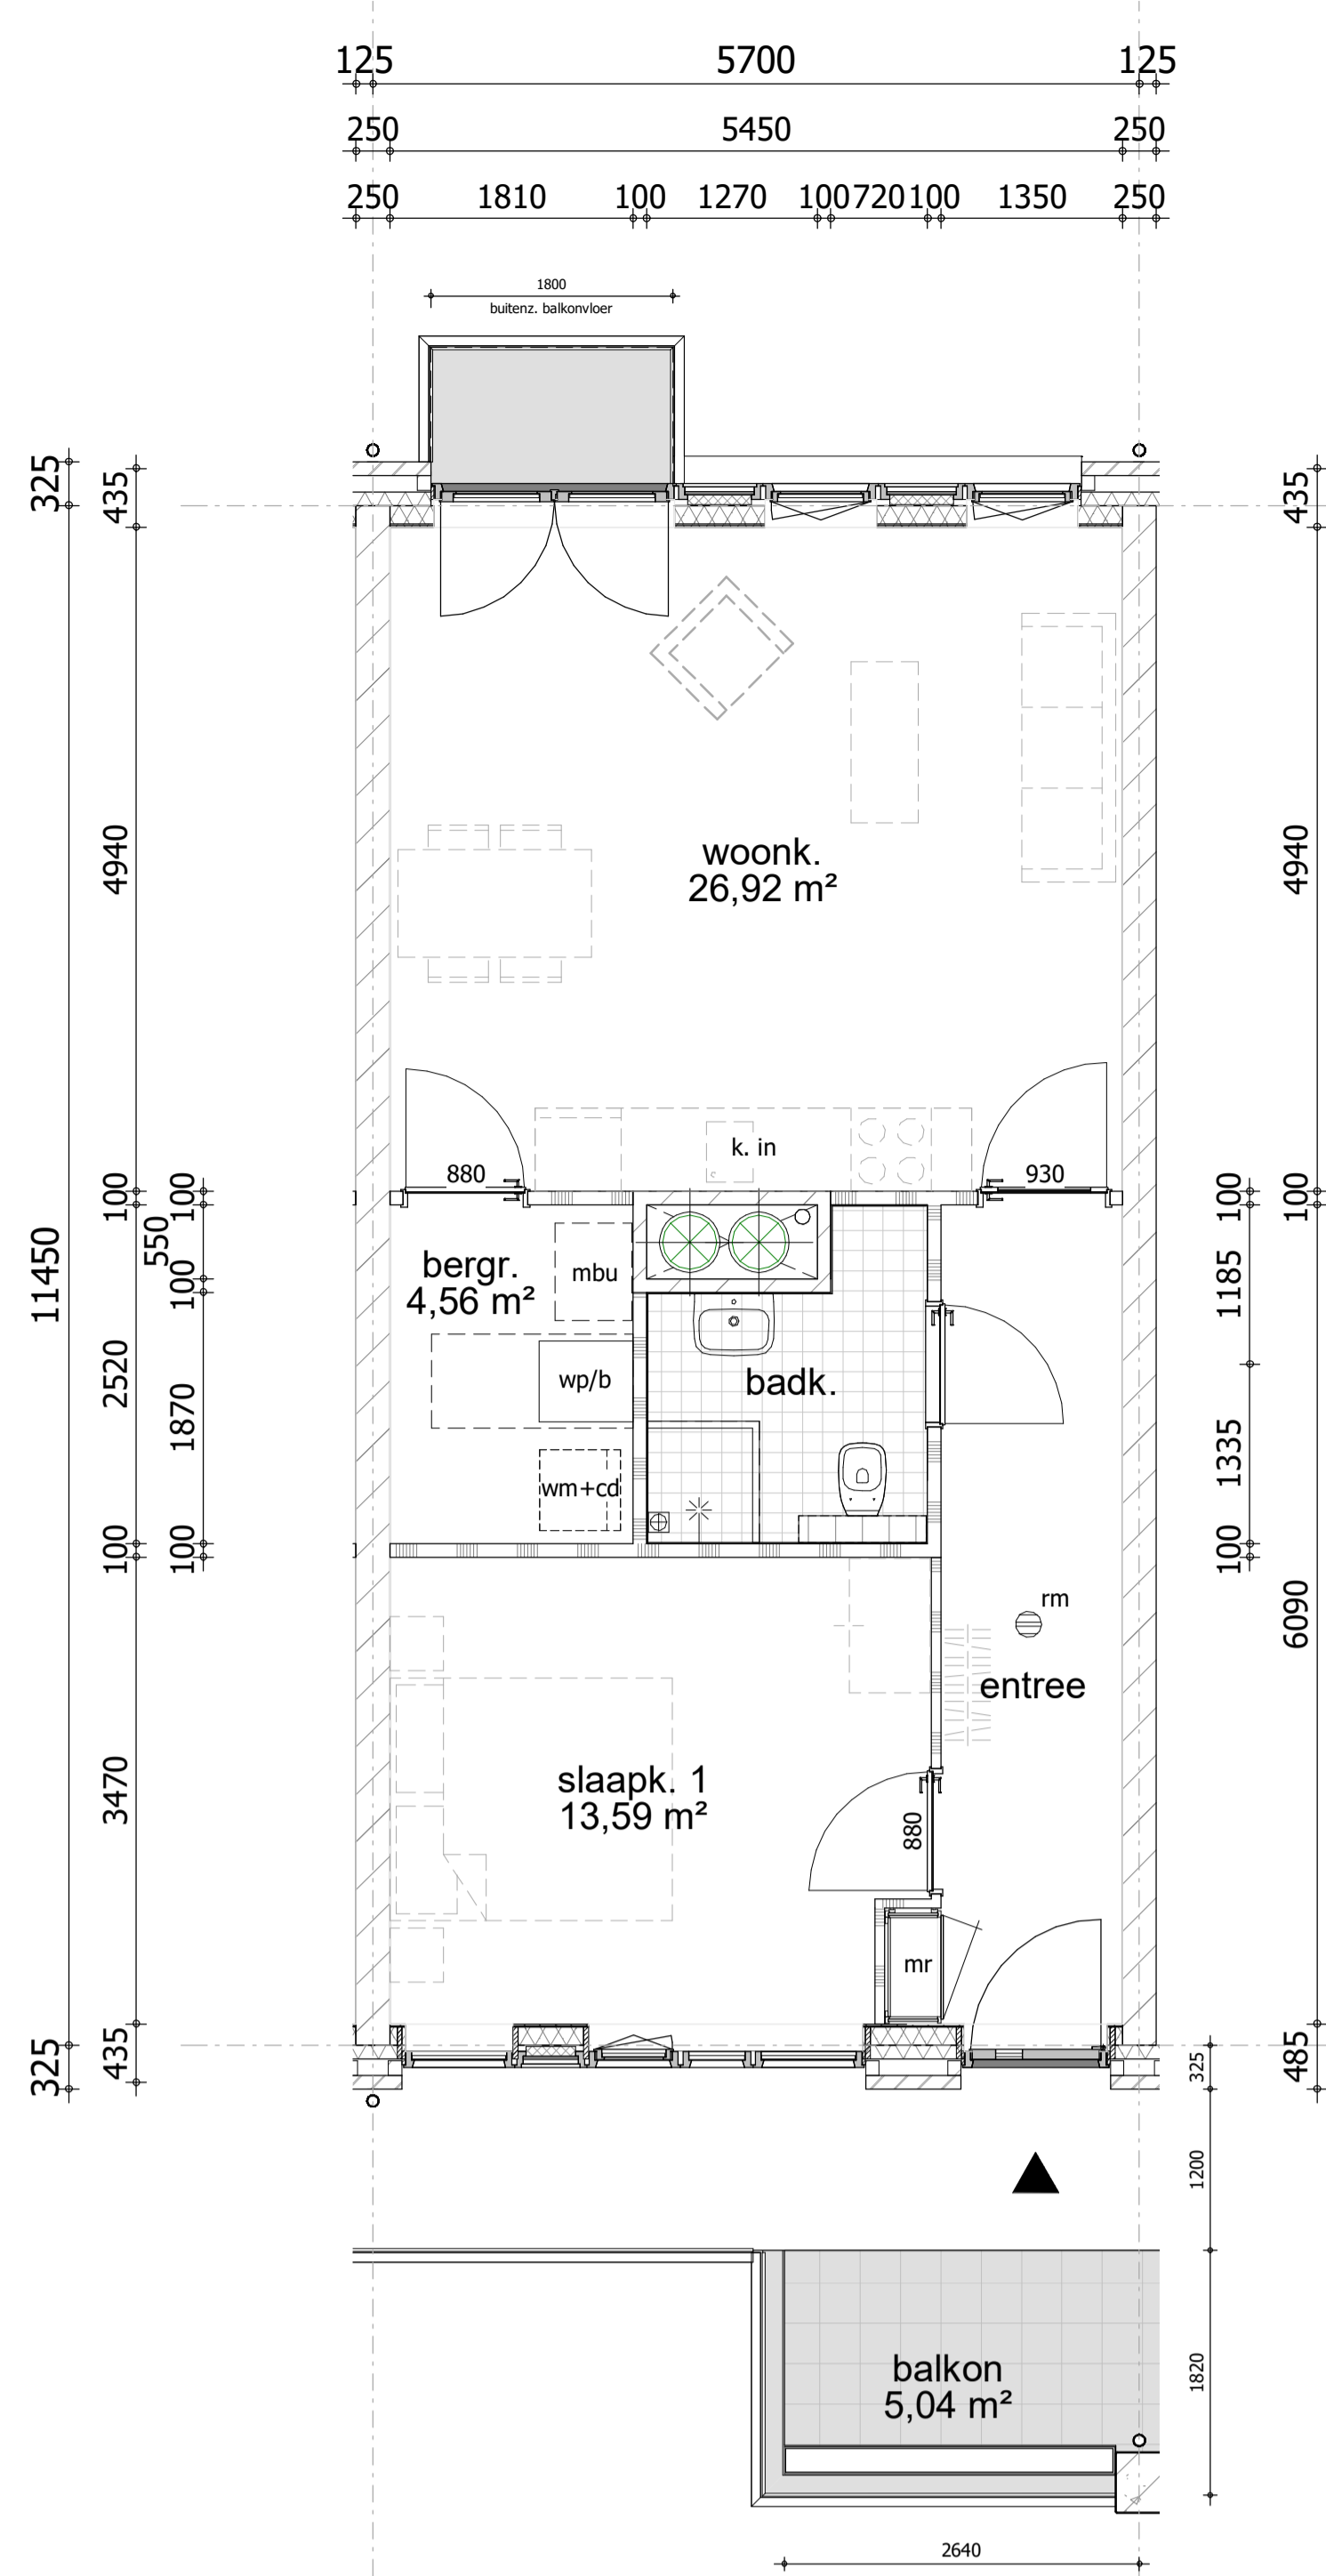 125 5700 125
250 5450 250
250 1810 100 1270 100 720 100 1350 250
1800
buitenz. balkonvloer
325
435
435
4940
4940
11450
woonk.
26,92 m²
k. in
880
930
100
100
550
100
2520
1870
100
100
100
100
1185
1335
100
bergr.
4,56 m²
mbu
wp/b
wm+cd
badk.
rm
entree
6090
3470
slaapk. 1
13,59 m²
880
mr
325
435
325
485
1200
1820
balkon
5,04 m²
2640